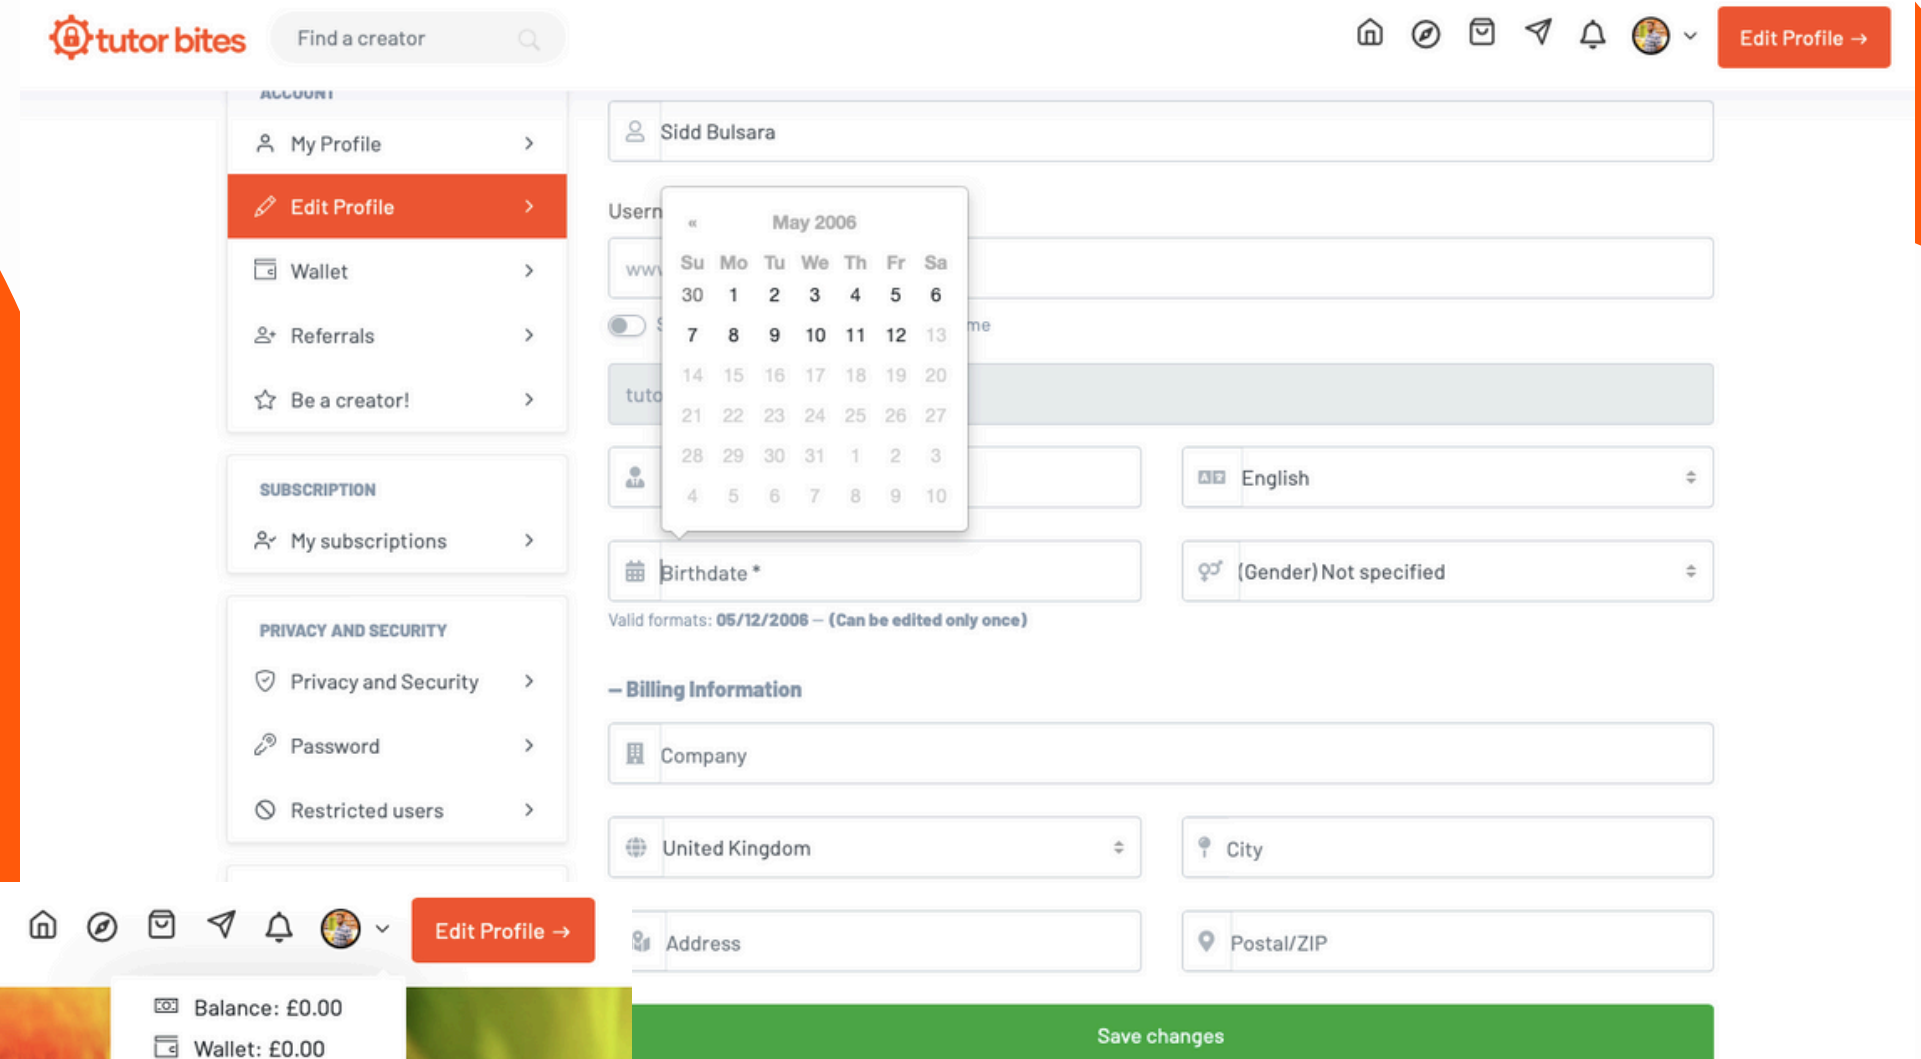 tutor bites
Find a creator
Edit Profile →
ACCOUNT
My Profile
Edit Profile
Wallet
Referrals
Be a creator!
SUBSCRIPTION
My subscriptions
PRIVACY AND SECURITY
Privacy and Security
Password
Restricted users
Sidd Bulsara
Usern
www
S
me
tuto
« May 2006
Su Mo Tu We Th Fr Sa
30 1 2 3 4 5 6
7 8 9 10 11 12 13
14 15 16 17 18 19 20
21 22 23 24 25 26 27
28 29 30 31 1 2 3
4 5 6 7 8 9 10
English
Birthdate *
(Gender) Not specified
Valid formats: 05/12/2006 – (Can be edited only once)
– Billing Information
Company
United Kingdom
City
Address
Postal/ZIP
Save changes
Edit Profile →
Balance: £0.00
Wallet: £0.00